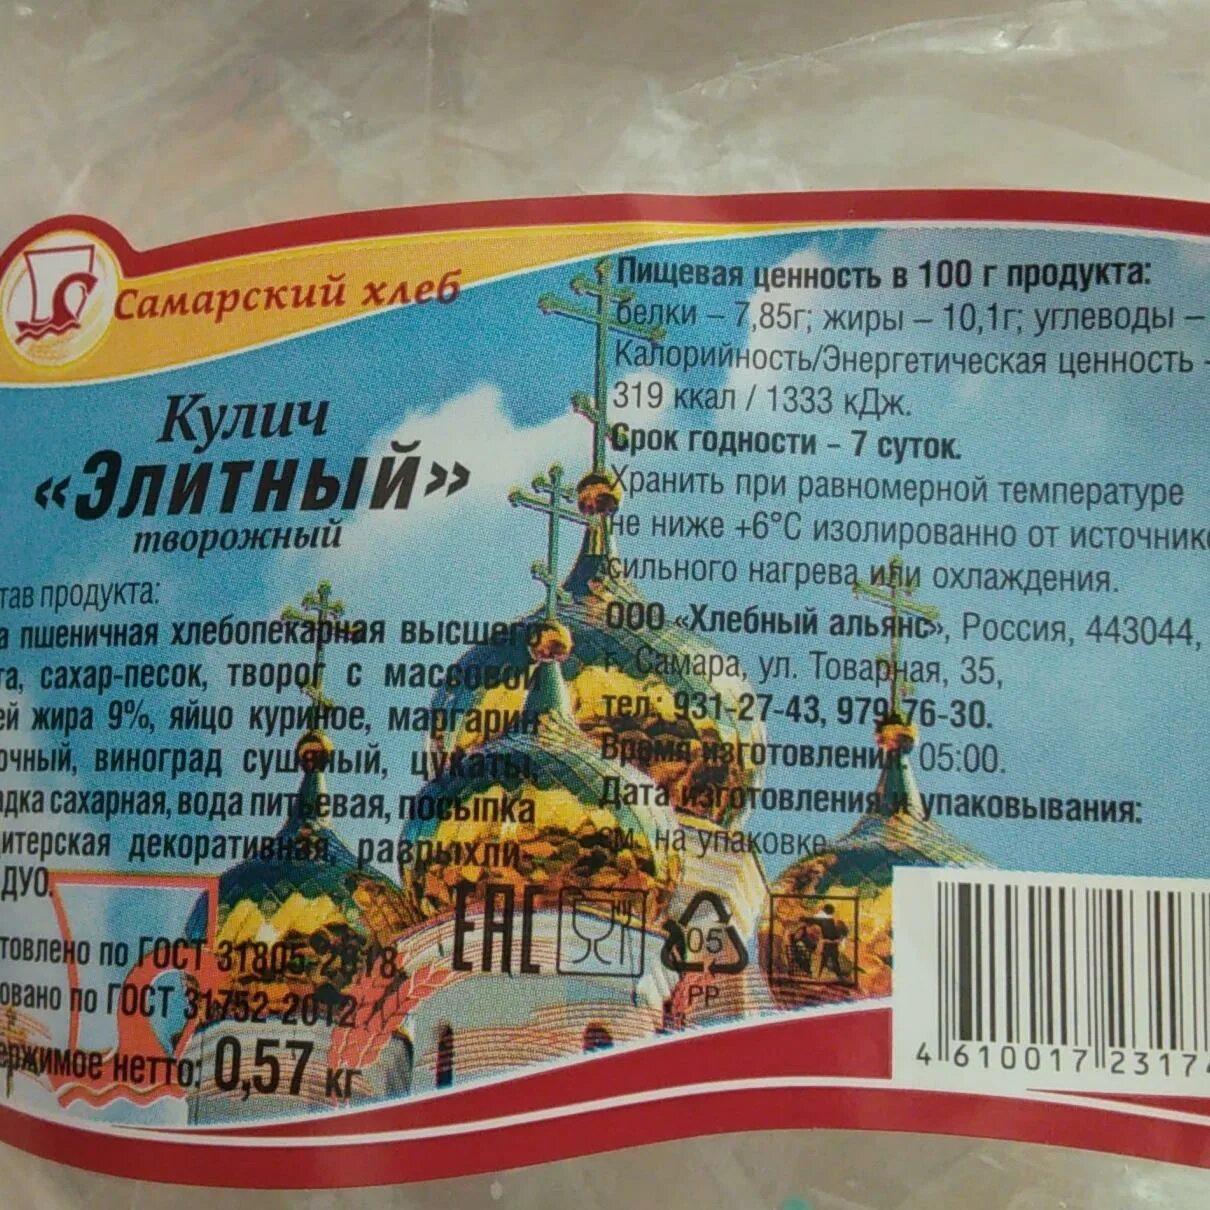 Самарский хлеб
Кулич
«Элитный»
творожный
тав продукта:
а пшеничная хлебопекарная высшего
та, сахар-песок, творог с массовой
ей жира 9%, яйцо куриное, маргарин
очный, виноград сушеный, цукаты,
адка сахарная, вода питьевая, посыпка
итерская декоративная, разрыхли-
ДУО.
товлено по ГОСТ 31805-2018.
овано по ГОСТ 31752-2012
ержимое нетто: 0,57 кг
Пищевая ценность в 100 г продукта:
белки – 7,85г; жиры – 10,1г; углеводы –
Калорийность/Энергетическая ценность -
319 ккал / 1333 кДж.
Срок годности – 7 суток.
Хранить при равномерной температуре
не ниже +6°С изолированно от источник
сильного нагрева или охлаждения.
ООО «Хлебный альянс», Россия, 443044,
г. Самара, ул. Товарная, 35,
тел.: 931-27-43, 979-76-30.
Время изготовления: 05:00.
Дата изготовления и упаковывания:
см. на упаковке
ЕАС
05
PP
4 610017 23174